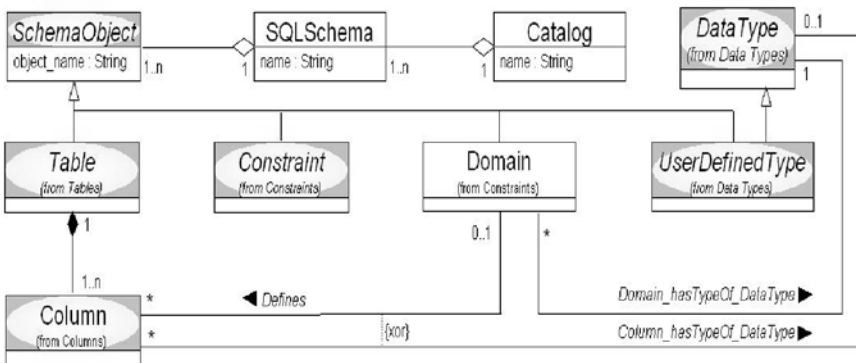 SchemaObject
object_name : String
1..n
1
SQLSchema
name : String
1..n
1
Catalog
name : String
DataType
(from Data Types)
0..1
1
Table
(from Tables)
1
Constraint
(from Constraints)
Domain
(from Constraints)
0..1
*
UserDefinedType
(from Data Types)
1..n
Column
(from Columns)
*
*
Defines
{xor}
Domain_hasTypeOf_DataType
Column_hasTypeOf_DataType